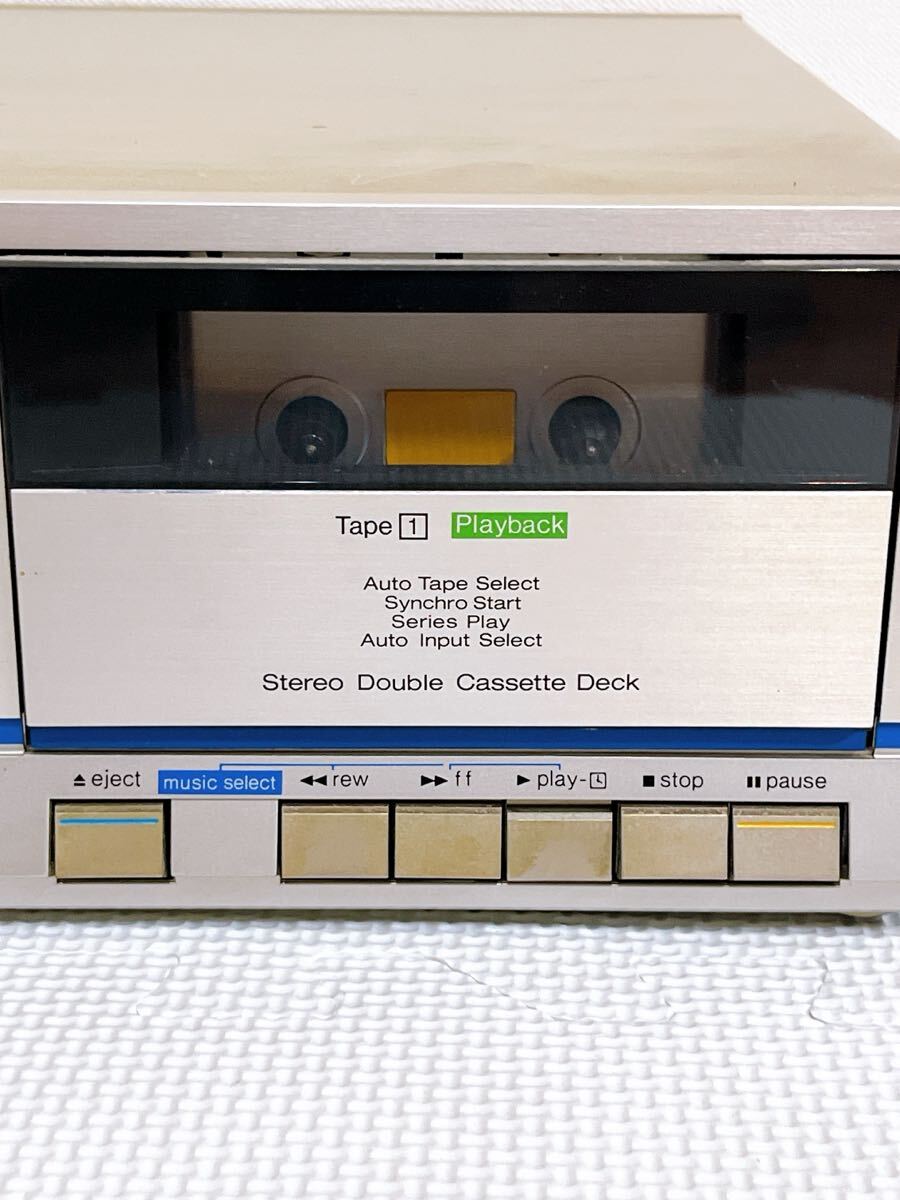 Tape 1 Playback
Auto Tape Select
Synchro Start
Series Play
Auto Input Select
Stereo Double Cassette Deck
eject music select rew ff play- stop pause